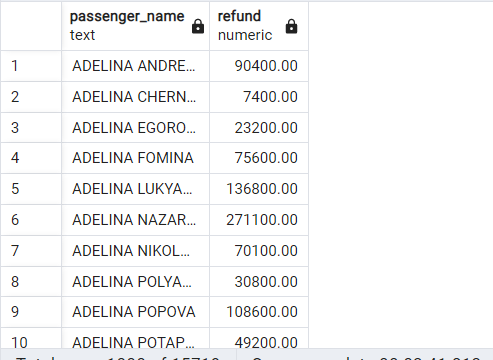 passenger_name refund
text numeric
1 ADELINA ANDRE... 90400.00
2 ADELINA CHERN... 7400.00
3 ADELINA EGORO... 23200.00
4 ADELINA FOMINA 75600.00
5 ADELINA LUKYA... 136800.00
6 ADELINA NAZAR... 271100.00
7 ADELINA NIKOL... 70100.00
8 ADELINA POLYA... 30800.00
9 ADELINA POPOVA 108600.00
10 ADELINA POTAP... 49200.00